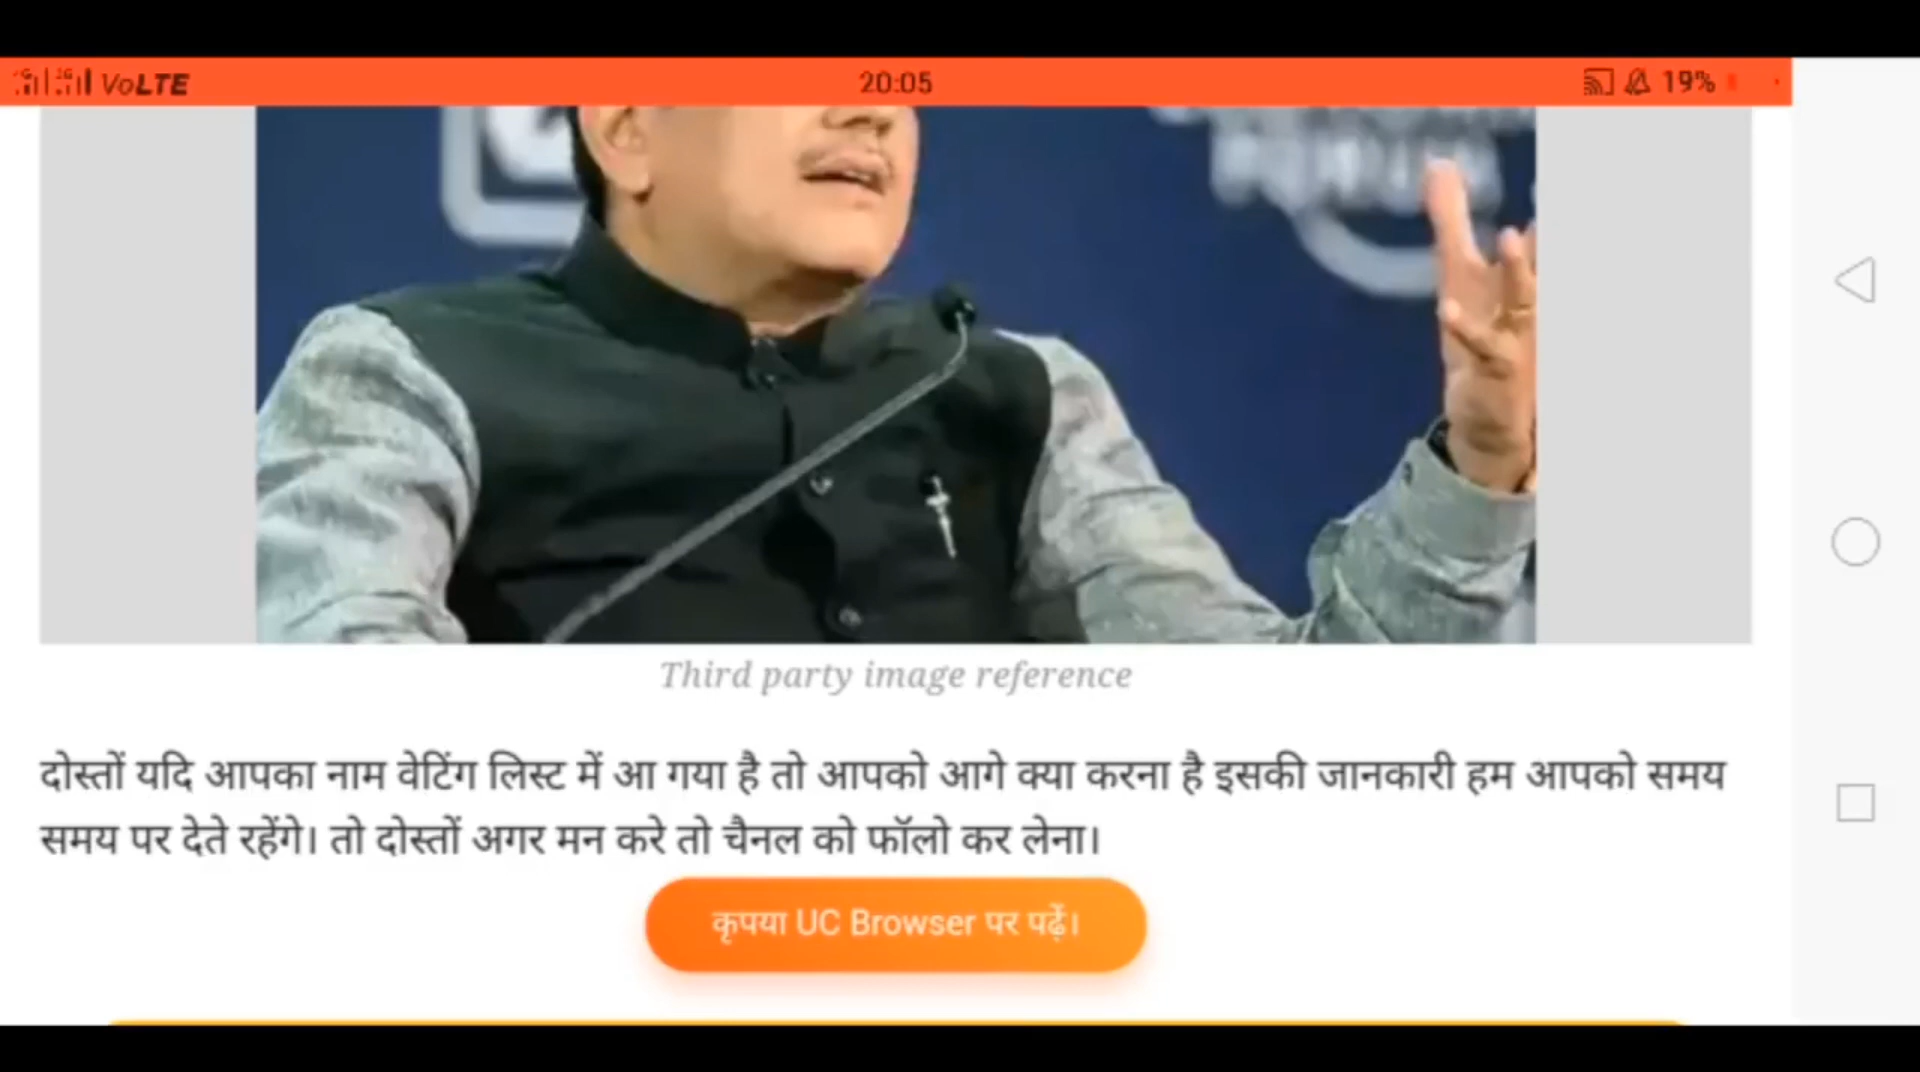 VoLTE 20:05 19%
Third party image reference
दोस्तों यदि आपका नाम वेटिंग लिस्ट में आ गया है तो आपको आगे क्या करना है इसकी जानकारी हम आपको समय
समय पर देते रहेंगे। तो दोस्तों अगर मन करे तो चैनल को फॉलो कर लेना।
कृपया UC Browser पर पढ़ें।